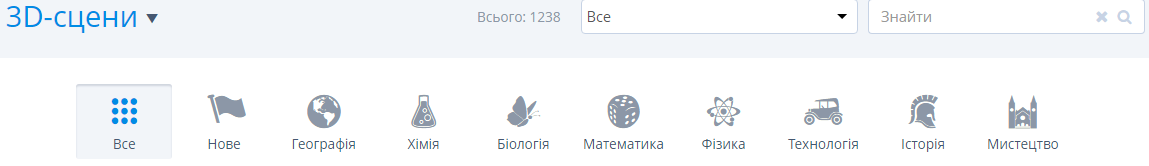 3D-сцени
Всього: 1238
Все
Знайти
Все
Нове
Географія
Хімія
Біологія
Математика
Фізика
Технологія
Історія
Мистецтво